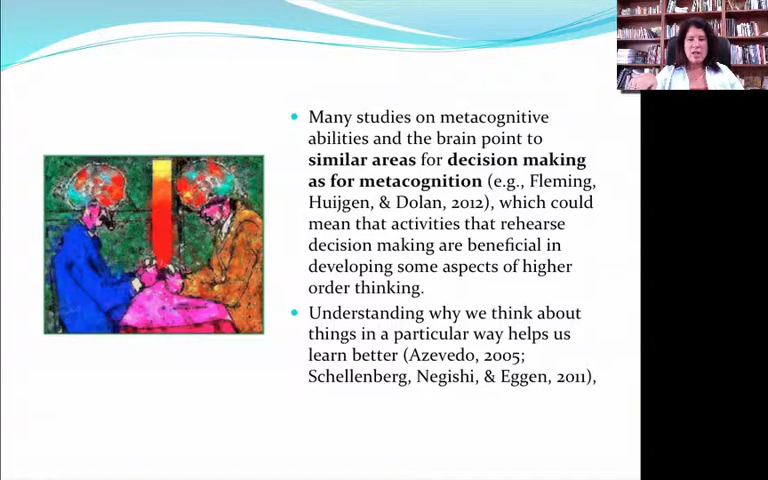 Many studies on metacognitive
abilities and the brain point to
similar areas for decision making
as for metacognition (e.g., Fleming,
Huijgen, & Dolan, 2012), which could
mean that activities that rehearse
decision making are beneficial in
developing some aspects of higher
order thinking.
Understanding why we think about
things in a particular way helps us
learn better (Azevedo, 2005;
Schellenberg, Negishi, & Eggen, 2011),